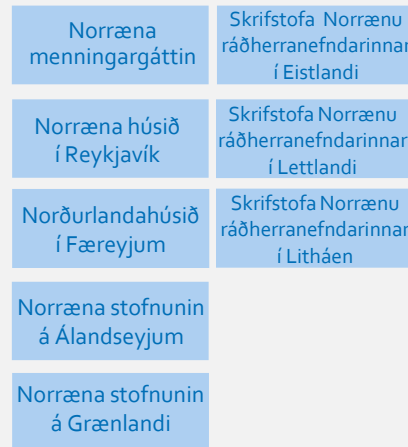 Norræna
menningargáttin
Skrifstofa Norrænu
ráðherranefndarinnar
í Eistlandi
Norræna húsið
í Reykjavík
Skrifstofa Norrænu
ráðherranefndarinnar
í Lettlandi
Norðurlandahúsið
í Færeyjum
Skrifstofa Norrænu
ráðherranefndarinnar
í Litháen
Norræna stofnunin
á Álandseyjum
Norræna stofnunin
á Grænlandi